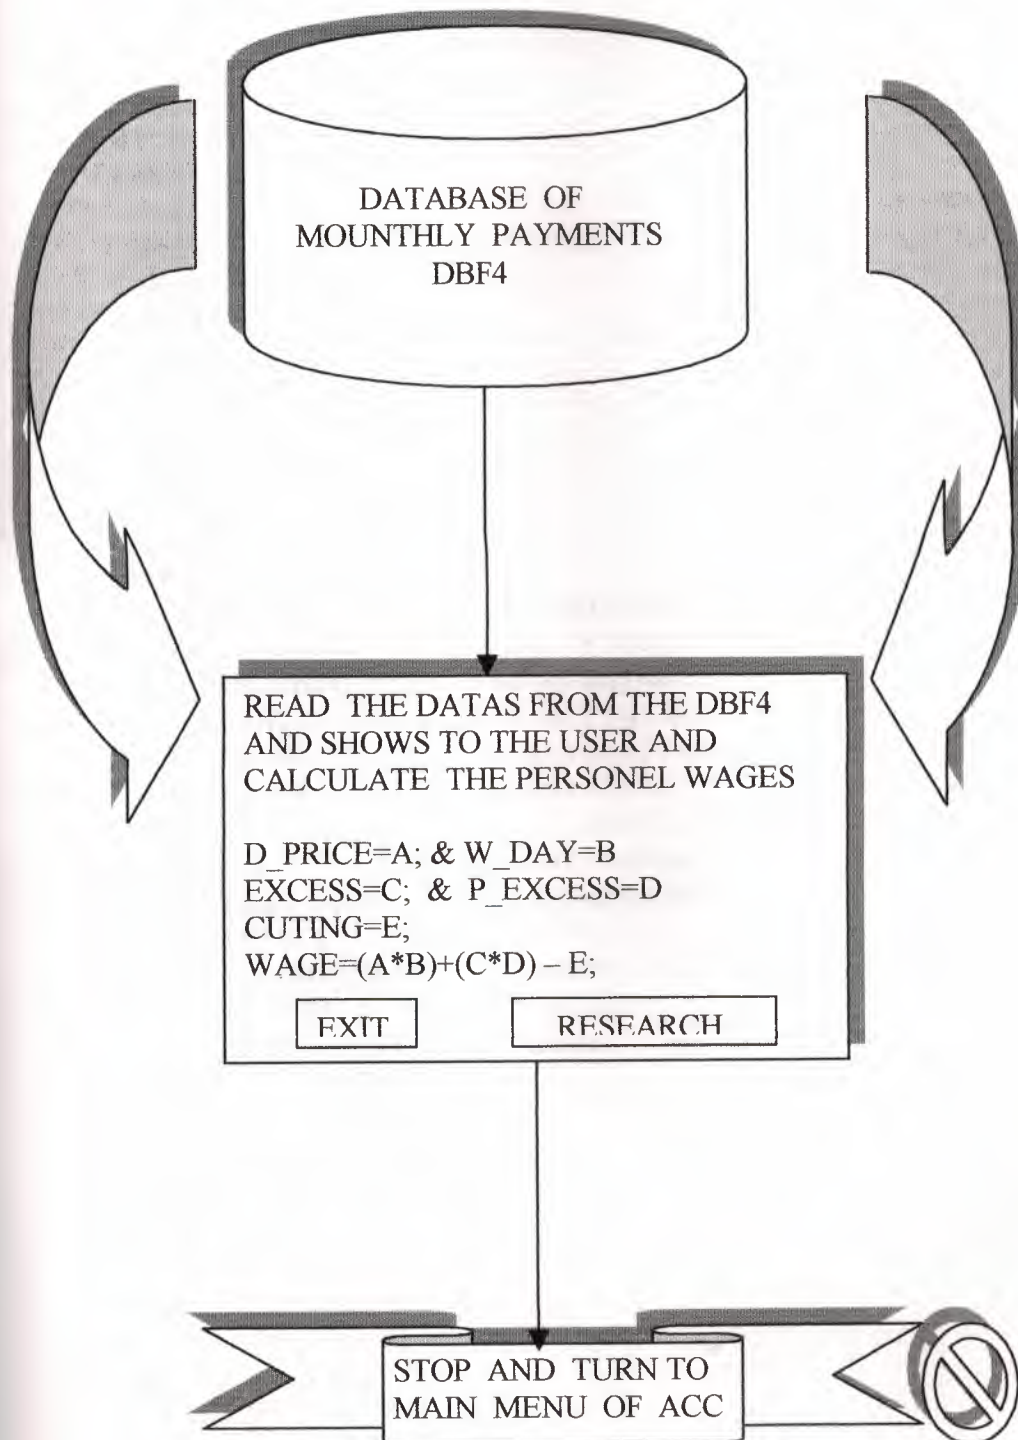 DATABASE OF
MOUNTHLY PAYMENTS
DBF4
READ THE DATAS FROM THE DBF4
AND SHOWS TO THE USER AND
CALCULATE THE PERSONEL WAGES
D_PRICE=A; & W_DAY=B
EXCESS=C; & P_EXCESS=D
CUTING=E;
WAGE=(A*B)+(C*D) – E;
EXIT RESEARCH
STOP AND TURN TO
MAIN MENU OF ACC